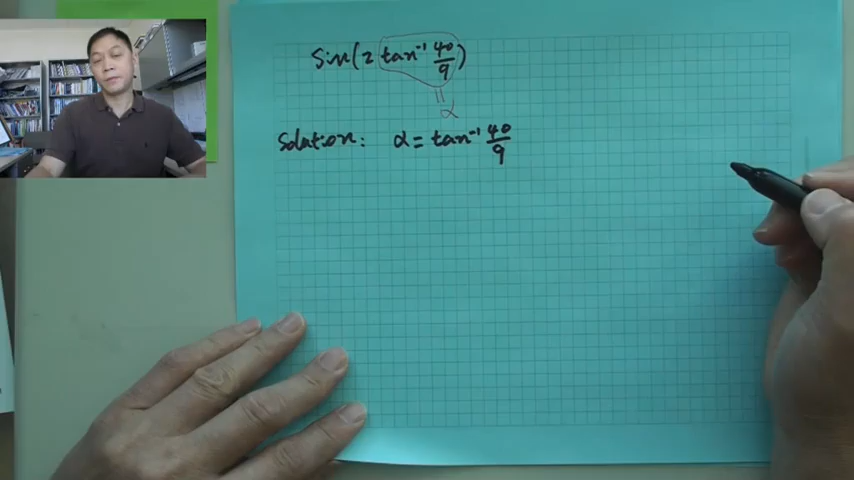 Sin(2 tan⁻¹ 40/9)
α
Solution: α = tan⁻¹ 40/9